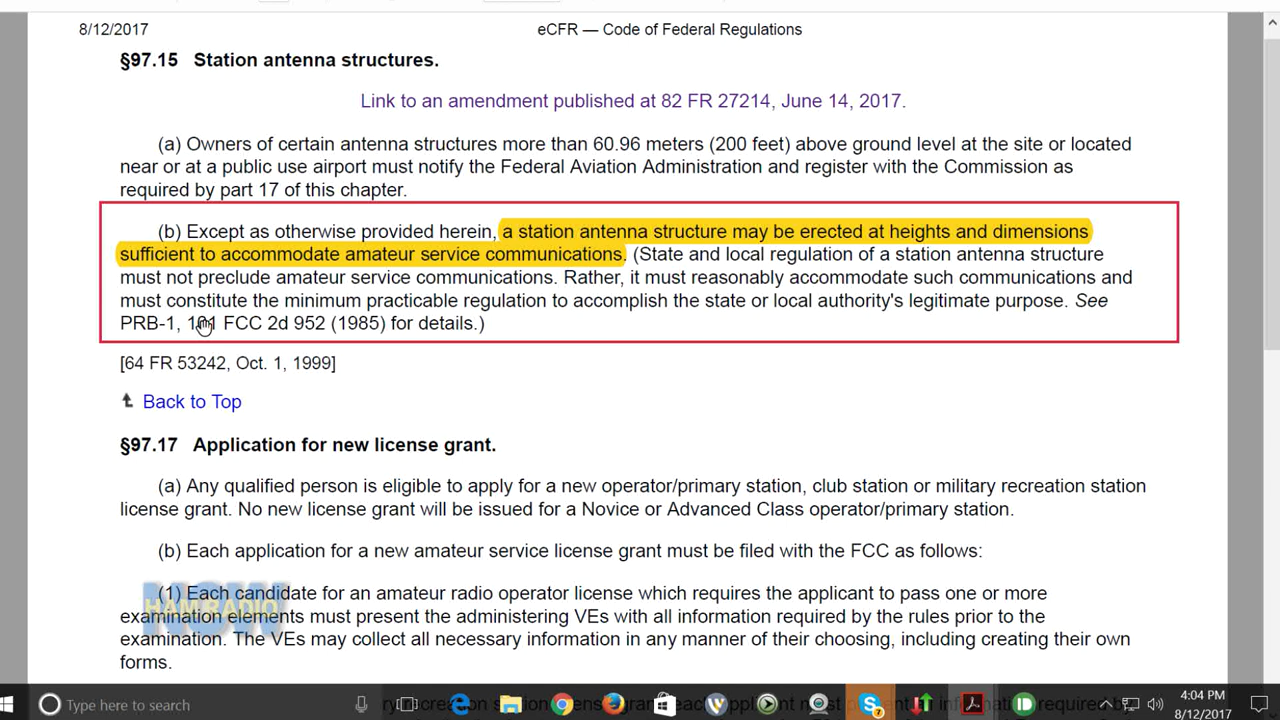 8/12/2017
eCFR — Code of Federal Regulations
§97.15 Station antenna structures.
Link to an amendment published at 82 FR 27214, June 14, 2017.
(a) Owners of certain antenna structures more than 60.96 meters (200 feet) above ground level at the site or located
near or at a public use airport must notify the Federal Aviation Administration and register with the Commission as
required by part 17 of this chapter.
(b) Except as otherwise provided herein, a station antenna structure may be erected at heights and dimensions
sufficient to accommodate amateur service communications. (State and local regulation of a station antenna structure
must not preclude amateur service communications. Rather, it must reasonably accommodate such communications and
must constitute the minimum practicable regulation to accomplish the state or local authority's legitimate purpose. See
PRB-1, 101 FCC 2d 952 (1985) for details.)
[64 FR 53242, Oct. 1, 1999]
Back to Top
§97.17 Application for new license grant.
(a) Any qualified person is eligible to apply for a new operator/primary station, club station or military recreation station
license grant. No new license grant will be issued for a Novice or Advanced Class operator/primary station.
(b) Each application for a new amateur service license grant must be filed with the FCC as follows:
(1) Each candidate for an amateur radio operator license which requires the applicant to pass one or more
examination elements must present the administering VEs with all information required by the rules prior to the
examination. The VEs may collect all necessary information in any manner of their choosing, including creating their own
forms.
HAM RADIO
NOW
Type here to search
4:04 PM
8/12/2017